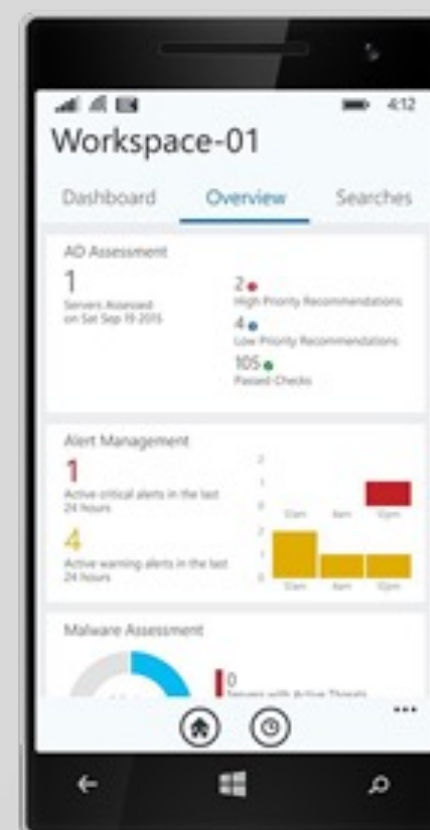 4:12
Workspace-01
Dashboard Overview Searches
AD Assessment
1
Servers Assessed
on Sat Sep 19 2015
2
High Priority Recommendations
4
Low Priority Recommendations
105
Passed Checks
Alert Management
1
Active critical alerts in the last
24 hours
2
1
0
12am 6am 12pm
4
Active warning alerts in the last
24 hours
2
1
0
12am 6am 12pm
Malware Assessment
0
Servers with Active Threats